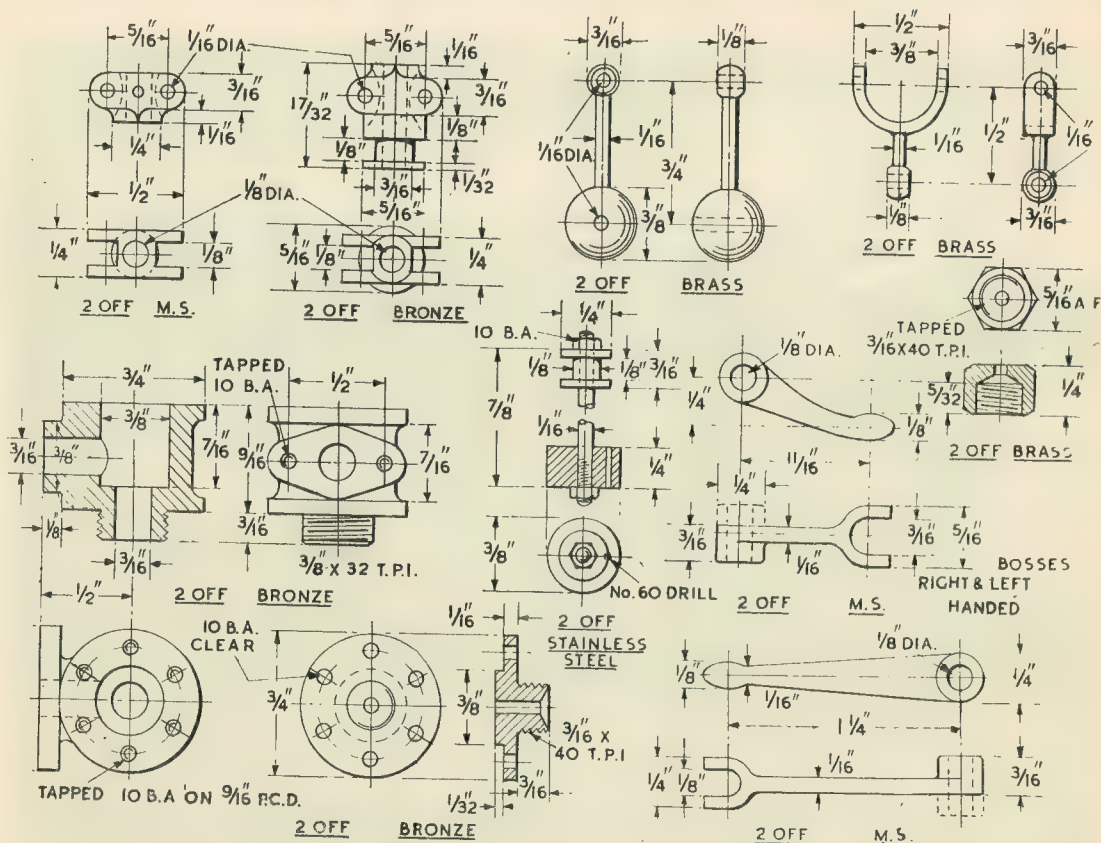 5/16"
1/16" DIA.
3/16"
1/16"
1/4"
1/2"
1/4"
1/8" DIA.
1/8"
2 OFF M.S.
5/16"
1/16"
17/32"
3/16"
1/8"
1/8"
3/16"
1/32"
5/16"
5/16"
1/8"
1/4"
2 OFF BRONZE
3/16"
1/8"
1/16"
1/16" DIA.
3/4"
3/8"
2 OFF BRASS
1/2"
3/8"
3/16"
1/16"
1/2"
1/16"
1/8"
3/16"
2 OFF BRASS
5/16" A F
TAPPED
3/16" X 40 T.P.I.
5/32"
1/4"
2 OFF BRASS
3/4"
3/8"
3/16"
3/8"
7/16"
1/8"
3/16"
1/2"
TAPPED
10 B.A.
1/2"
9/16"
7/16"
3/16"
3/8 X 32 T.P.I.
2 OFF BRONZE
10 B.A.
1/4"
1/8"
1/8"
3/16"
7/8"
1/16"
1/4"
3/8"
No. 60 DRILL
2 OFF
STAINLESS
STEEL
1/8" DIA.
1/4"
1/8"
11/16"
1/4"
3/16"
1/16"
3/16"
5/16"
BOSSES
RIGHT & LEFT
HANDED
2 OFF M.S.
TAPPED 10 B.A ON 9/16" P.C.D.
10 B.A.
CLEAR
3/4"
1/16"
3/8"
3/16 X
40 T.P.I
3/16"
1/32"
2 OFF BRONZE
1/8" DIA.
1/8"
1/16"
1/4"
1 1/4"
1/4"
1/8"
1/16"
3/16"
2 OFF M.S.